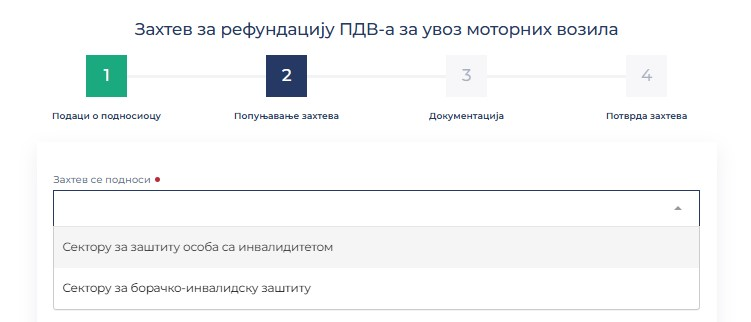 Захтев за рефундацију ПДВ-а за увоз моторних возила
1 2 3 4
Подаци о подносиоцу Попуњавање захтева Документација Потврда захтева
Захтев се подноси
Сектору за заштиту особа са инвалидитетом
Сектору за борачко-инвалидску заштиту